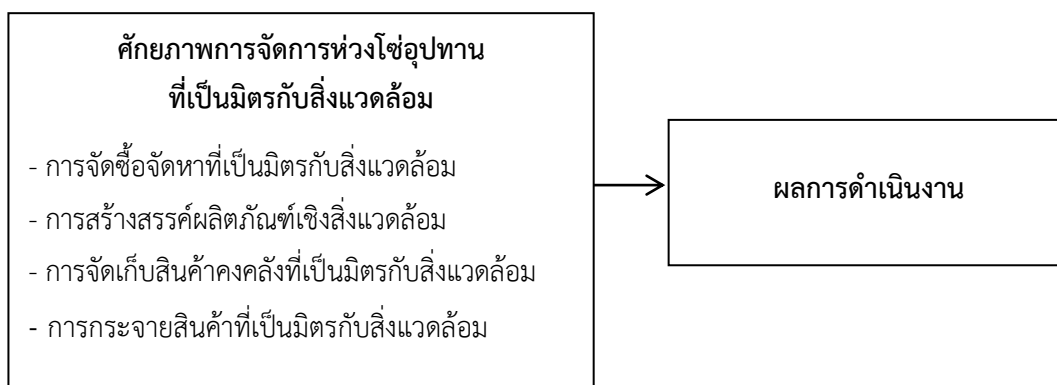 ศักยภาพการจัดการห่วงโซ่อุปทาน
ที่เป็นมิตรกับสิ่งแวดล้อม
- การจัดซื้อจัดหาที่เป็นมิตรกับสิ่งแวดล้อม
- การสร้างสรรค์ผลิตภัณฑ์เชิงสิ่งแวดล้อม
- การจัดเก็บสินค้าคงคลังที่เป็นมิตรกับสิ่งแวดล้อม
- การกระจายสินค้าที่เป็นมิตรกับสิ่งแวดล้อม
ผลการดำเนินงาน